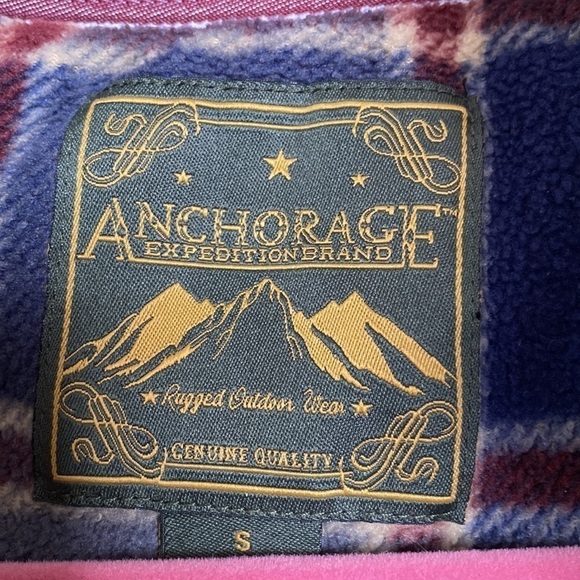 ANCHORAGE™
EXPEDITION BRAND
Rugged Outdoor Wear
GENUINE QUALITY
S